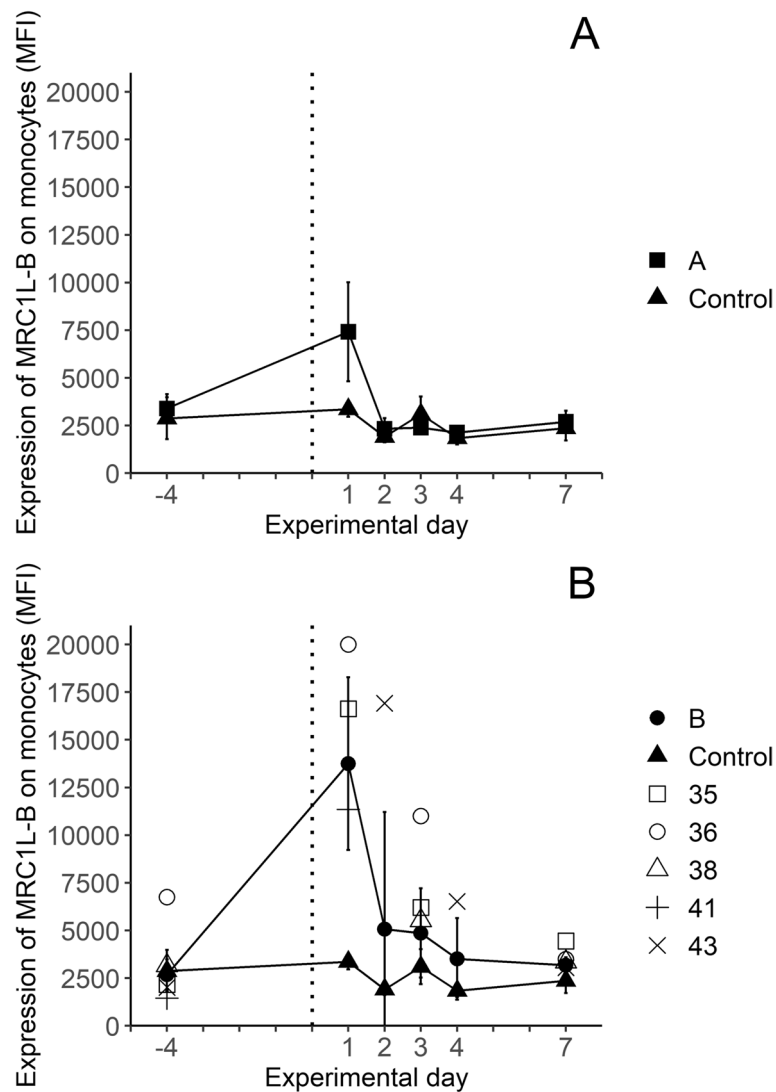 A
Expression of MRC1L-B on monocytes (MFI)
20000
17500
15000
12500
10000
7500
5000
2500
0
-4 1 2 3 4 7
Experimental day
A
Control
B
Expression of MRC1L-B on monocytes (MFI)
20000
17500
15000
12500
10000
7500
5000
2500
0
-4 1 2 3 4 7
Experimental day
B
Control
35
36
38
41
43